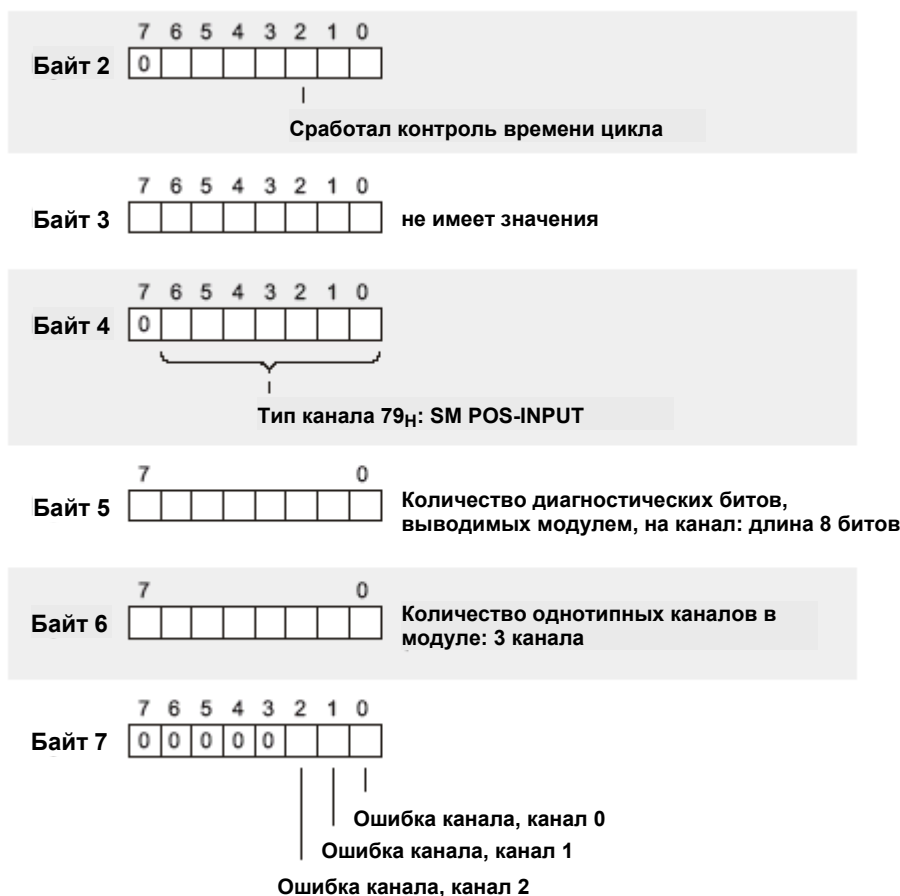 7 6 5 4 3 2 1 0
Байт 2 0
Сработал контроль времени цикла
7 6 5 4 3 2 1 0
Байт 3 не имеет значения
7 6 5 4 3 2 1 0
Байт 4 0
Тип канала 79H: SM POS-INPUT
7 0
Байт 5 Количество диагностических битов,
выводимых модулем, на канал: длина 8 битов
7 0
Байт 6 Количество однотипных каналов в
модуле: 3 канала
7 6 5 4 3 2 1 0
Байт 7 0 0 0 0 0
Ошибка канала, канал 0
Ошибка канала, канал 1
Ошибка канала, канал 2